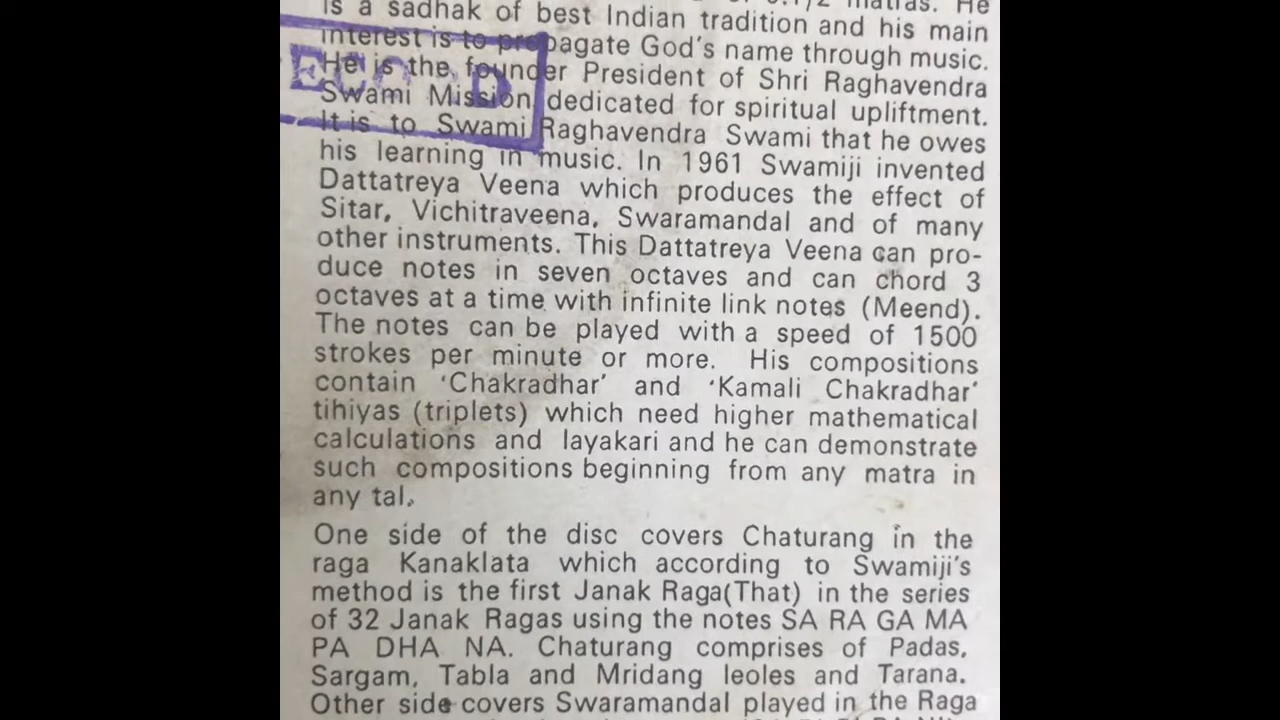 is a sadhak of best Indian tradition and his main
interest is to propagate God's name through music.
He is the founder President of Shri Raghavendra
Swami Mission dedicated for spiritual upliftment.
It is to Swami Raghavendra Swami that he owes
his learning in music. In 1961 Swamiji invented
Dattatreya Veena which produces the effect of
Sitar, Vichitraveena, Swaramandal and of many
other instruments. This Dattatreya Veena can pro-
duce notes in seven octaves and can chord 3
octaves at a time with infinite link notes (Meend).
The notes can be played with a speed of 1500
strokes per minute or more. His compositions
contain 'Chakradhar' and 'Kamali Chakradhar'
tihiyas (triplets) which need higher mathematical
calculations and layakari and he can demonstrate
such compositions beginning from any matra in
any tal.
One side of the disc covers Chaturang in the
raga Kanaklata which according to Swamiji's
method is the first Janak Raga(That) in the series
of 32 Janak Ragas using the notes SA RA GA MA
PA DHA NA. Chaturang comprises of Padas,
Sargam, Tabla and Mridang leoles and Tarana.
Other side covers Swaramandal played in the Raga